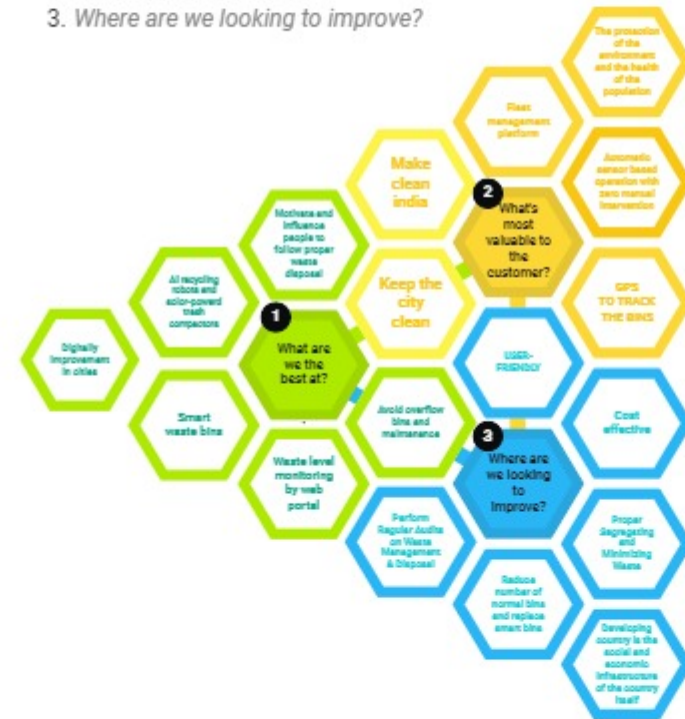 3. Where are we looking to improve?
The protection
of the
environment
and the health
of the
population
Fleet
management
platform
Make
clean
india
Automatic
sensor based
operation with
zero manual
intervention
2
What's
most
valuable to
the
customer?
Motivate and
influence
people to
follow proper
waste
disposal
AI recycling
robots and
solar-powerd
trash
compactors
Keep the
city
clean
GPS
TO TRACK
THE BINS
1
What are
we the
best at?
Digitally
improvement
in cities
USER-
FRIENDLY
Smart
waste bins
Avoid overflow
bins and
maintenance
Cost
effective
3
Where are
we looking
to
improve?
Waste level
monitoring
by web
portal
Perform
Regular Audits
on Waste
Management
& Disposal
Proper
Segregating
and
Minimizing
Waste
Reduce
number of
normal bins
and replace
smart bins
Developing
country is the
social and
economic
infrastructure
of the country
itself